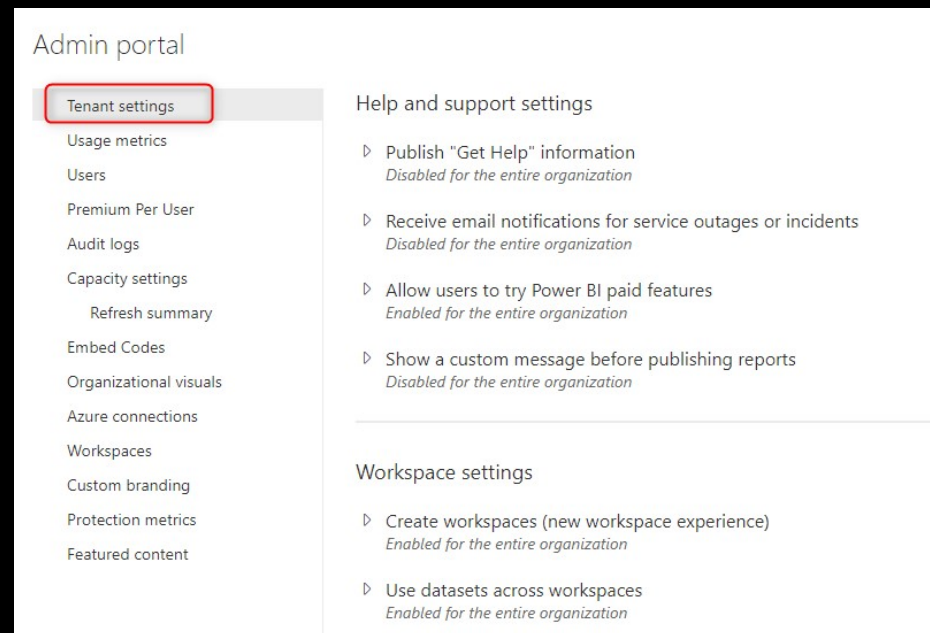 Admin portal
Tenant settings
Usage metrics
Users
Premium Per User
Audit logs
Capacity settings
Refresh summary
Embed Codes
Organizational visuals
Azure connections
Workspaces
Custom branding
Protection metrics
Featured content
Help and support settings
Publish "Get Help" information
Disabled for the entire organization
Receive email notifications for service outages or incidents
Disabled for the entire organization
Allow users to try Power BI paid features
Enabled for the entire organization
Show a custom message before publishing reports
Disabled for the entire organization
Workspace settings
Create workspaces (new workspace experience)
Enabled for the entire organization
Use datasets across workspaces
Enabled for the entire organization